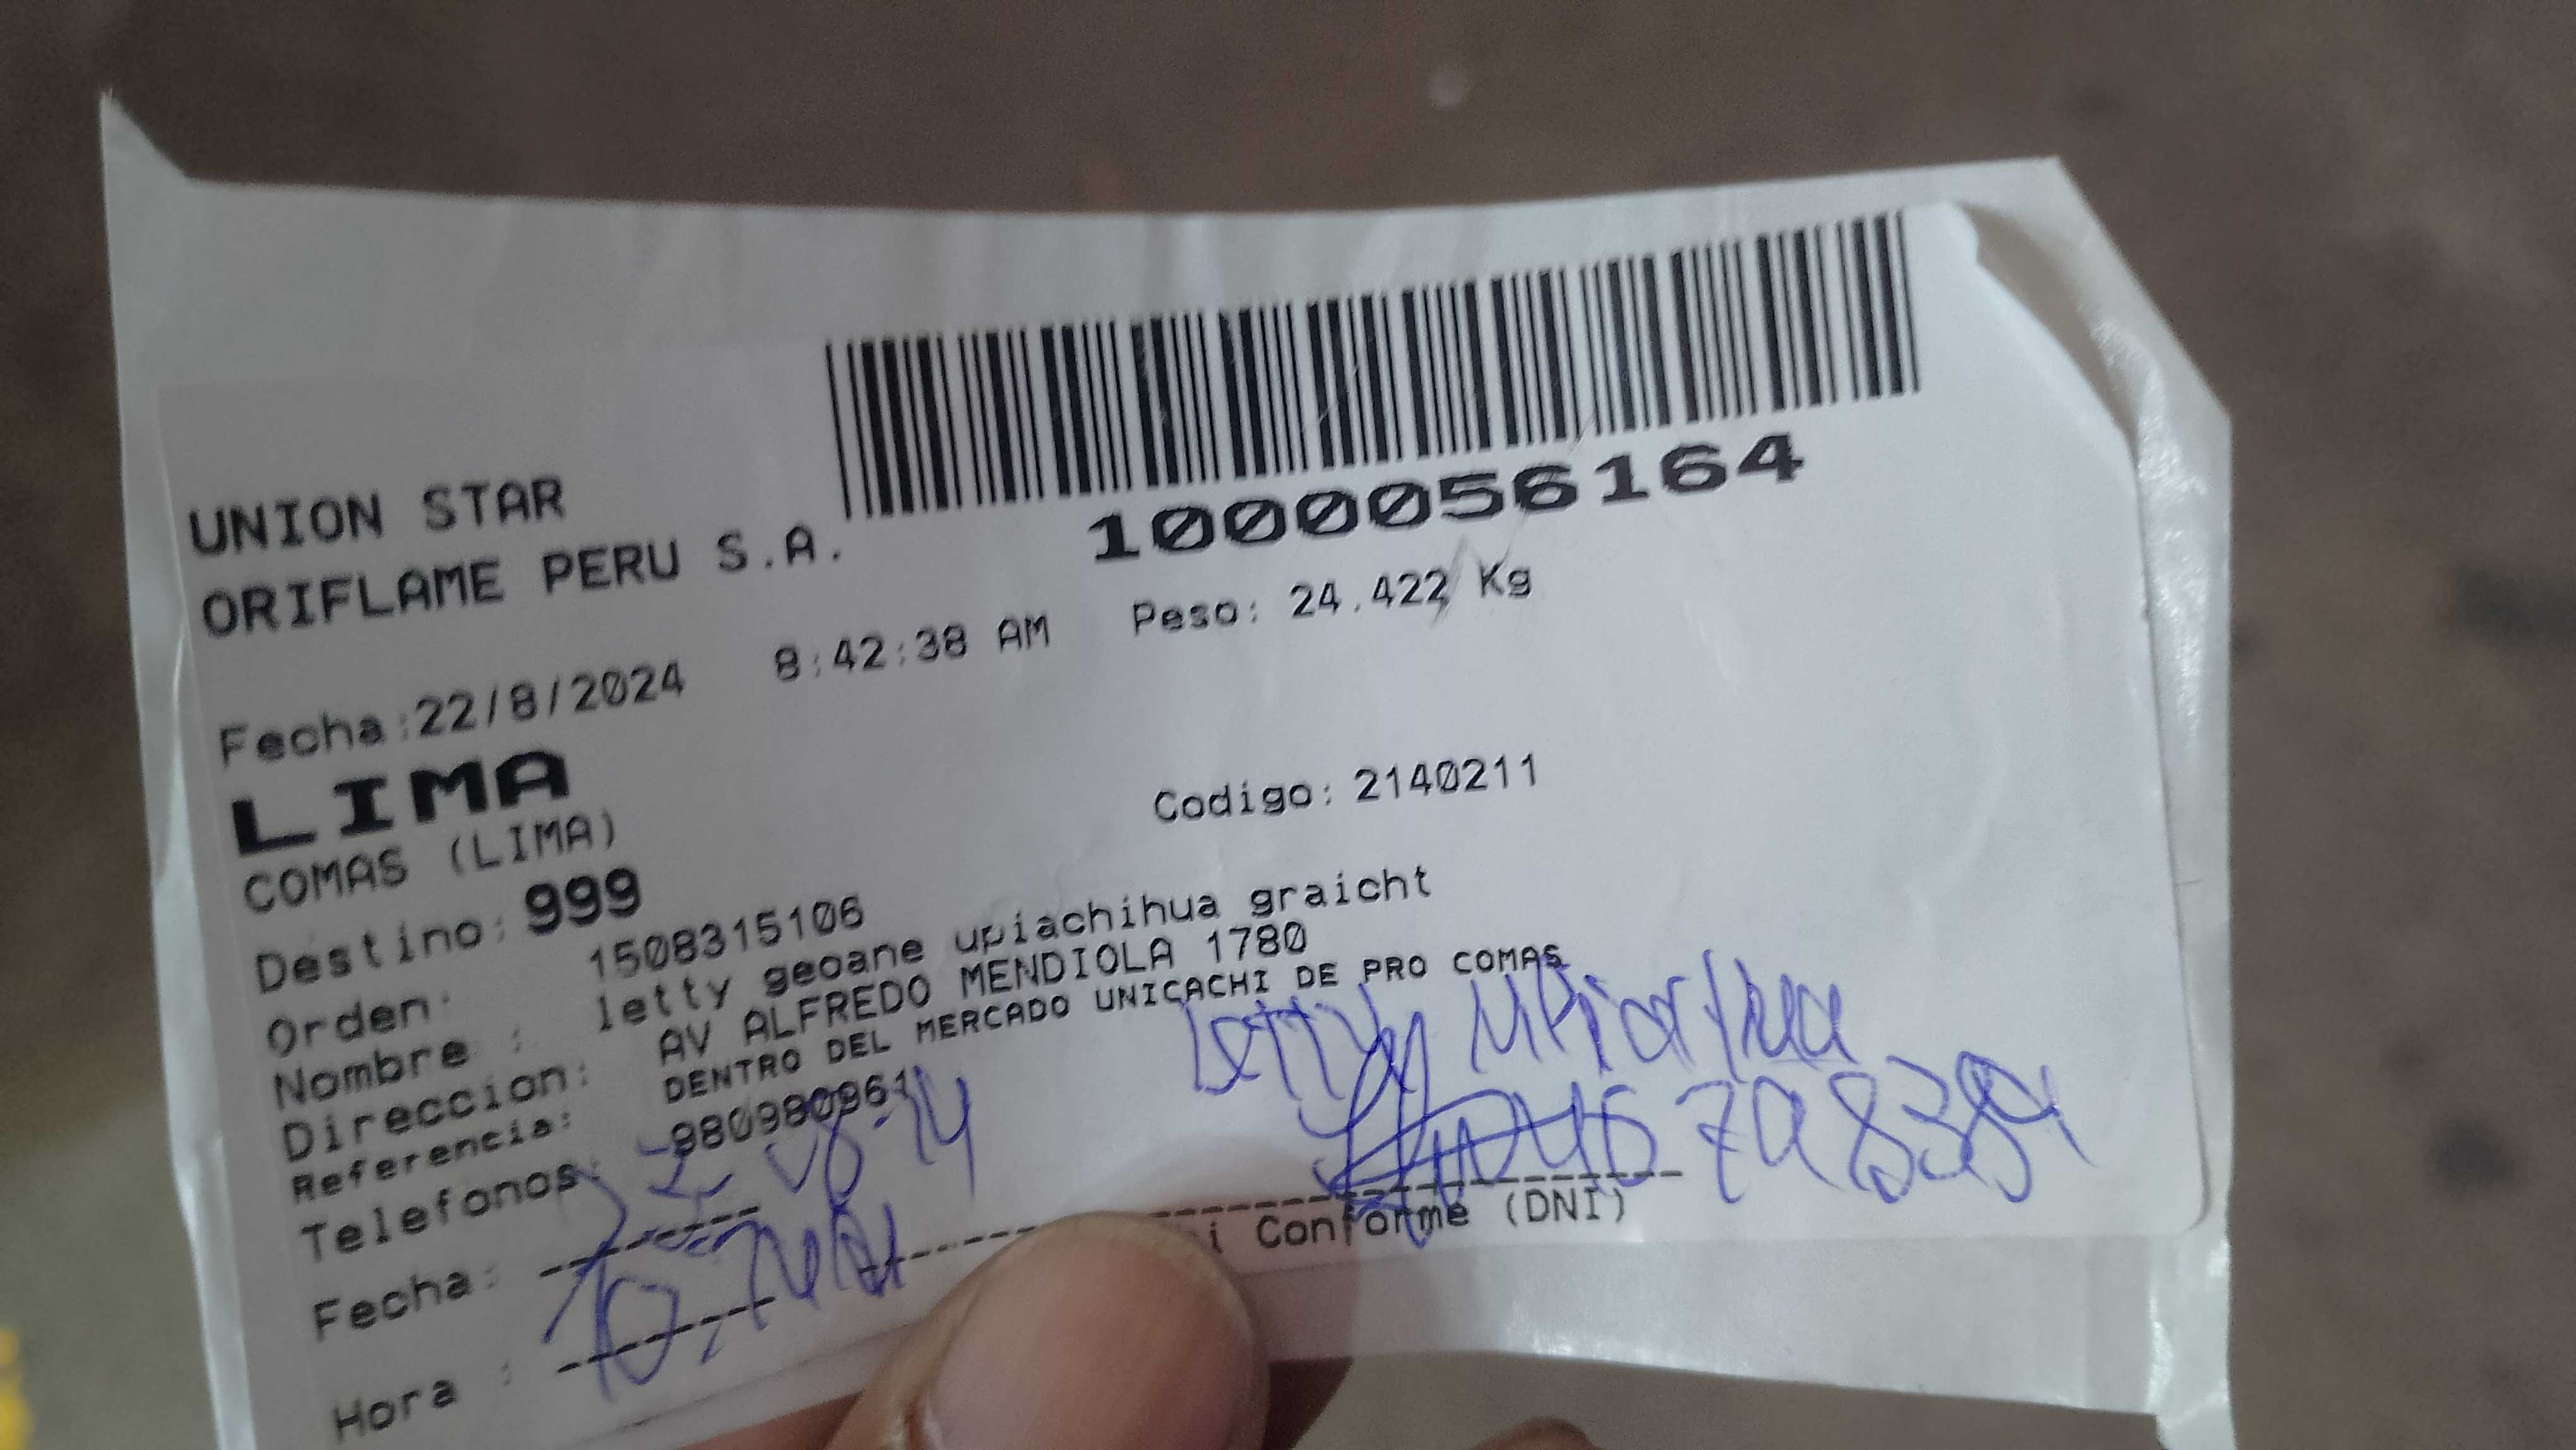 UNION STAR
ORIFLAME PERU S.A.
1000056164
Fecha:22/8/2024 8:42:38 AM Peso: 24.422 Kg
LIMA
COMAS (LIMA) Codigo: 2140211
Destino: 999
Orden: 1508315106
Nombre : letty geoane upiachihua graicht
Direccion: AV ALFREDO MENDIOLA 1780
Referencia: DENTRO DEL MERCADO UNICACHI DE PRO COMAS
Telefonos: 980980961
Letty
Fecha:
Conforme (DNI)
Hora :